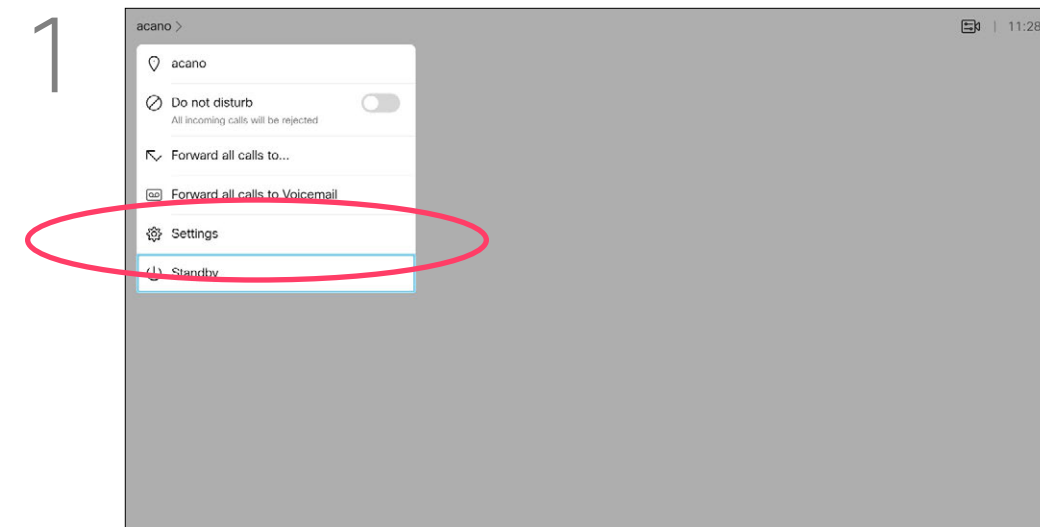 1
acano >
| 11:28
acano
Do not disturb
All incoming calls will be rejected
Forward all calls to...
Forward all calls to Voicemail
Settings
Standby